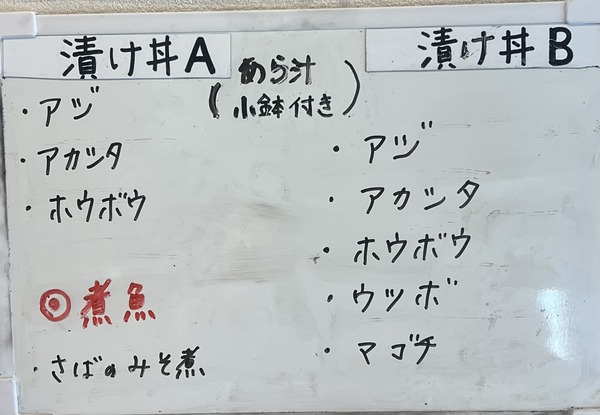 漬け丼A
・アジ
・アカシタ
・ホウボウ
(あら汁
小鉢付き)
漬け丼B
・アジ
・アカシタ
・ホウボウ
・ウツボ
・マゴチ
◎煮魚
・さばのみそ煮